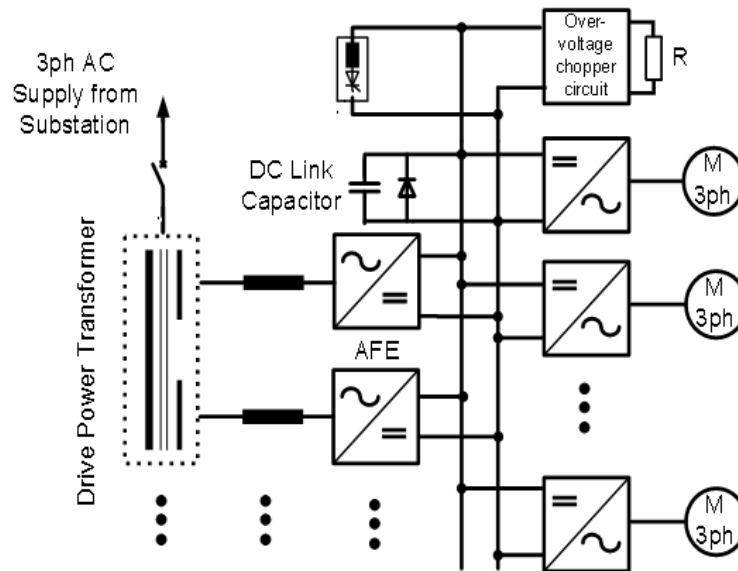 3ph AC
Supply from
Substation
Over-
voltage
chopper
circuit
R
DC Link
Capacitor
M
3ph
Drive Power Transformer
AFE
M
3ph
M
3ph